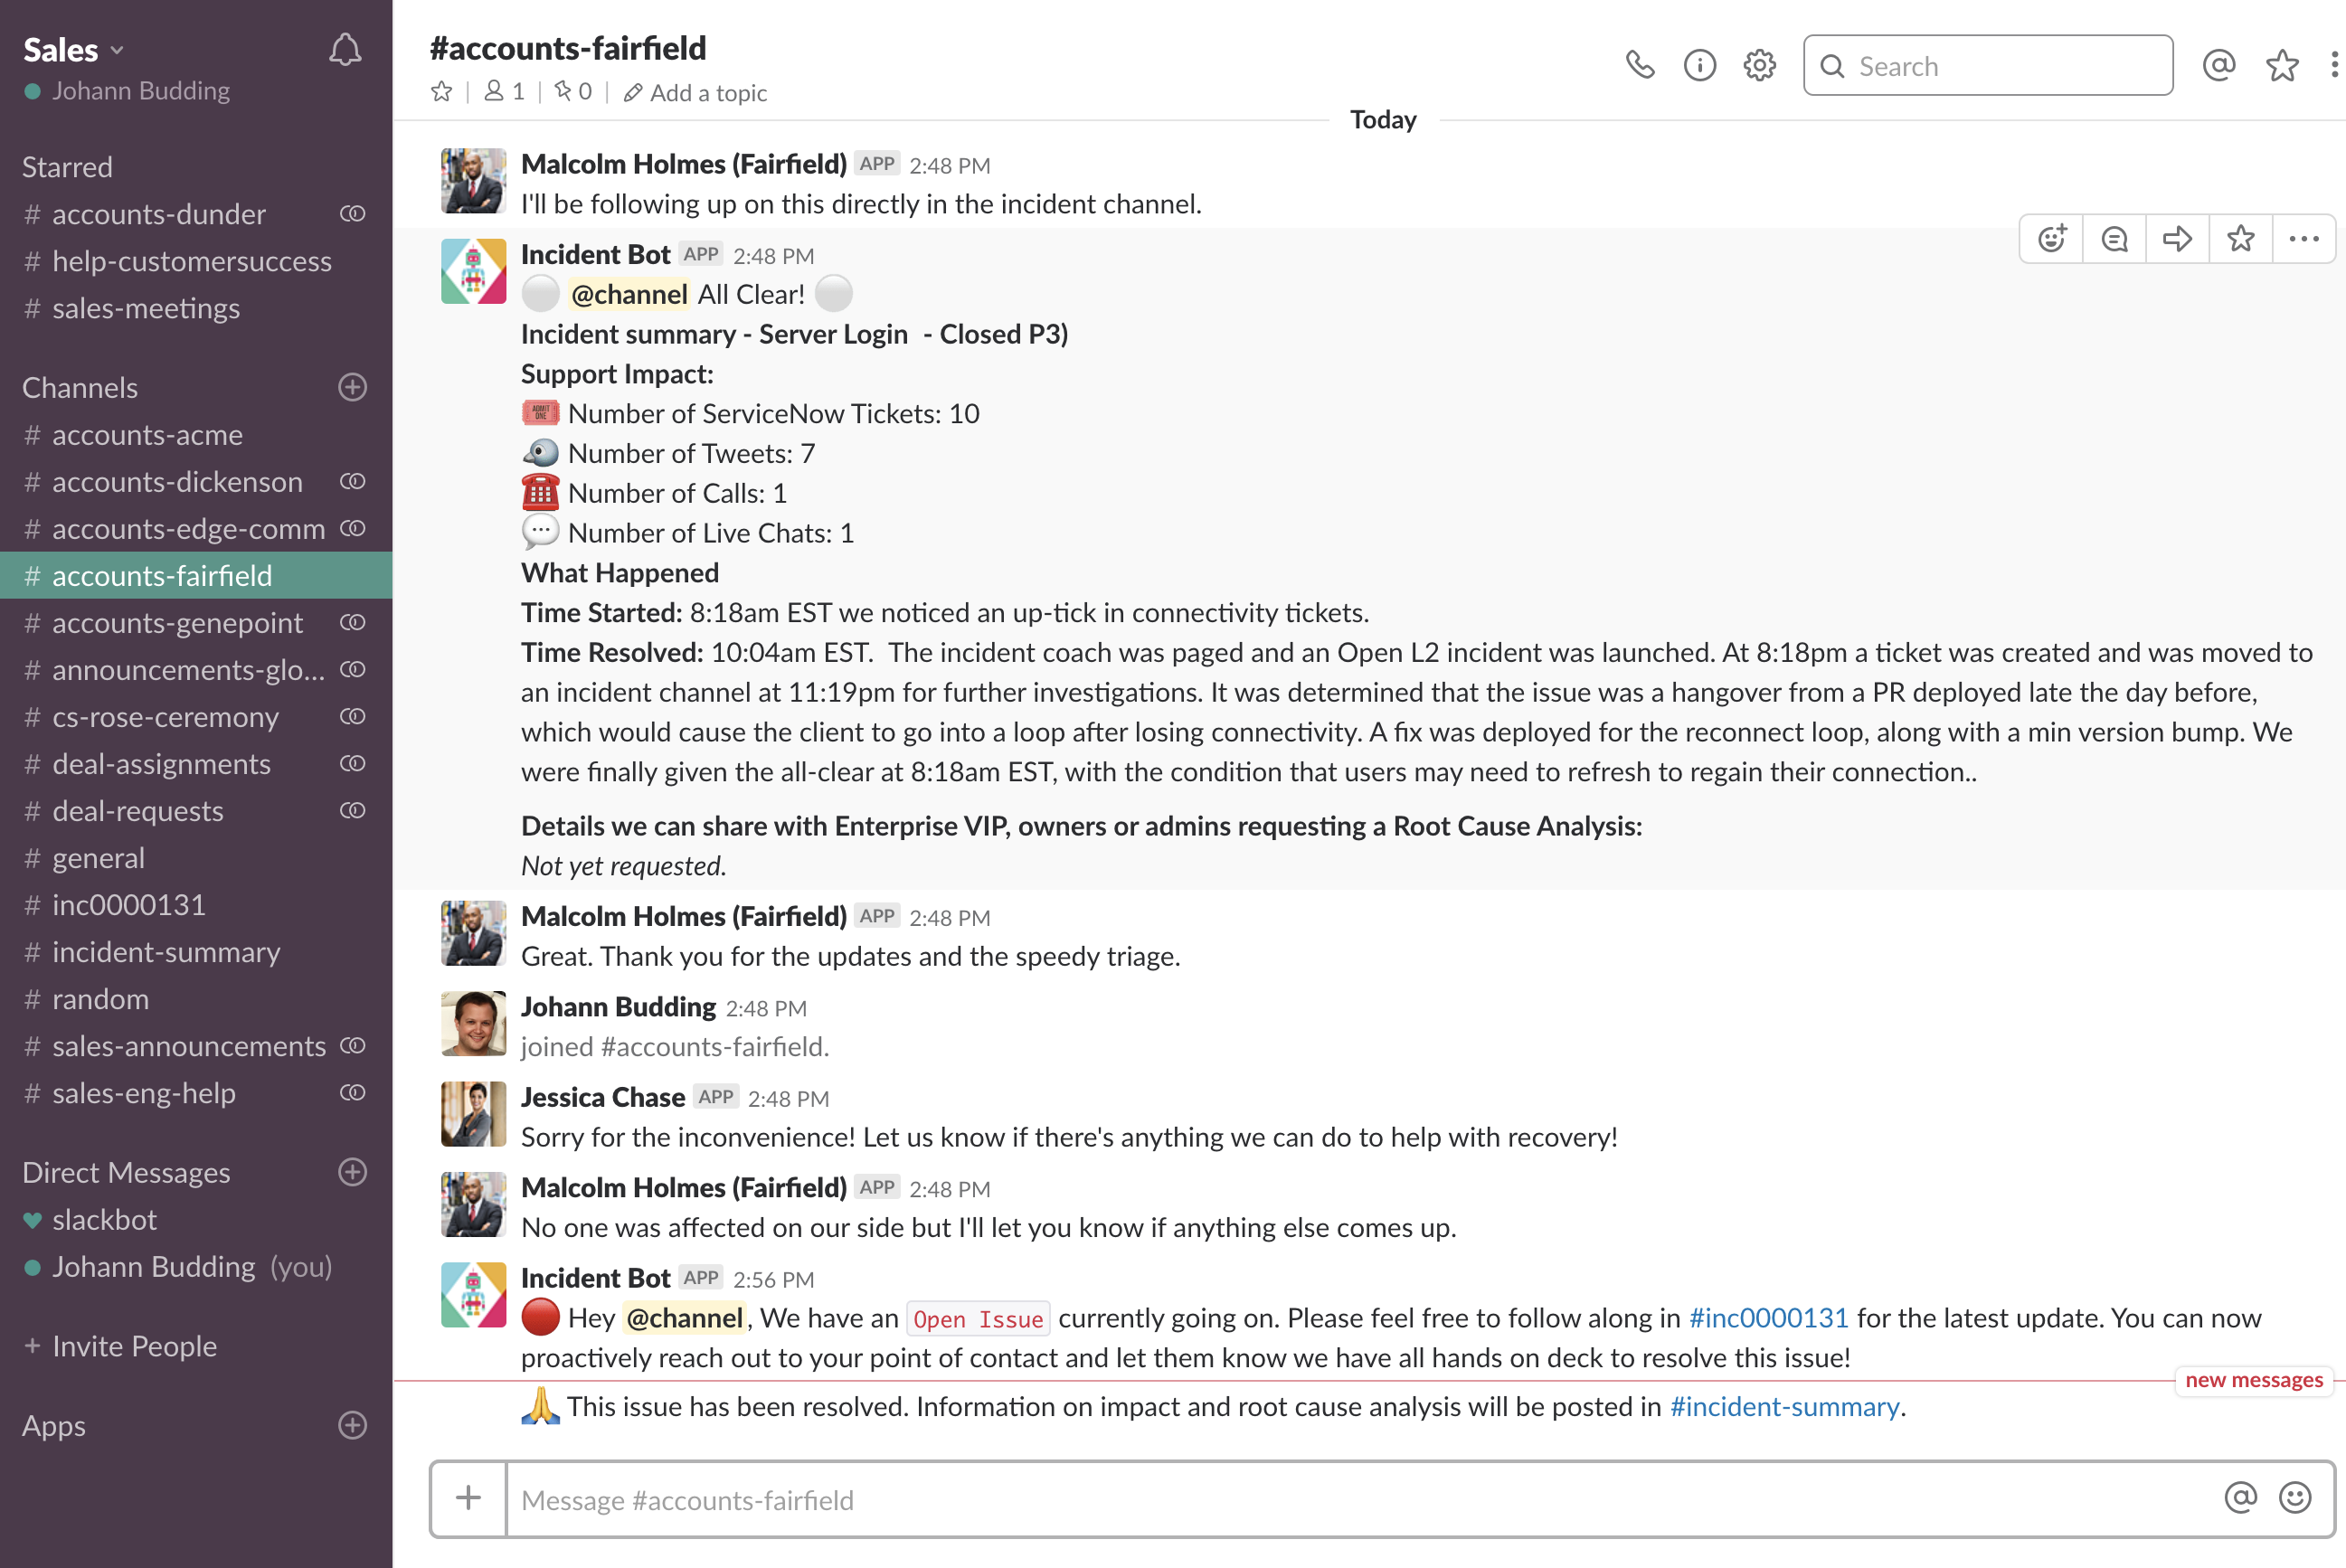 Sales
Johann Budding
Starred
# accounts-dunder
# help-customersuccess
# sales-meetings
Channels
# accounts-acme
# accounts-dickenson
# accounts-edge-comm
# accounts-fairfield
# accounts-genepoint
# announcements-glo...
# cs-rose-ceremony
# deal-assignments
# deal-requests
# general
# inc0000131
# incident-summary
# random
# sales-announcements
# sales-eng-help
Direct Messages
slackbot
Johann Budding (you)
+ Invite People
Apps
#accounts-fairfield
1 | 0 | Add a topic
Search
Today
Malcolm Holmes (Fairfield) APP 2:48 PM
I'll be following up on this directly in the incident channel.
Incident Bot APP 2:48 PM
@channel All Clear!
Incident summary - Server Login  - Closed P3)
Support Impact:
ADMIT ONE Number of ServiceNow Tickets: 10
Number of Tweets: 7
Number of Calls: 1
Number of Live Chats: 1
What Happened
Time Started: 8:18am EST we noticed an up-tick in connectivity tickets.
Time Resolved: 10:04am EST.  The incident coach was paged and an Open L2 incident was launched. At 8:18pm a ticket was created and was moved to
an incident channel at 11:19pm for further investigations. It was determined that the issue was a hangover from a PR deployed late the day before,
which would cause the client to go into a loop after losing connectivity. A fix was deployed for the reconnect loop, along with a min version bump. We
were finally given the all-clear at 8:18am EST, with the condition that users may need to refresh to regain their connection..
Details we can share with Enterprise VIP, owners or admins requesting a Root Cause Analysis:
Not yet requested.
Malcolm Holmes (Fairfield) APP 2:48 PM
Great. Thank you for the updates and the speedy triage.
Johann Budding 2:48 PM
joined #accounts-fairfield.
Jessica Chase APP 2:48 PM
Sorry for the inconvenience! Let us know if there's anything we can do to help with recovery!
Malcolm Holmes (Fairfield) APP 2:48 PM
No one was affected on our side but I'll let you know if anything else comes up.
Incident Bot APP 2:56 PM
Hey @channel, We have an Open Issue currently going on. Please feel free to follow along in #inc0000131 for the latest update. You can now
proactively reach out to your point of contact and let them know we have all hands on deck to resolve this issue!
new messages
This issue has been resolved. Information on impact and root cause analysis will be posted in #incident-summary.
Message #accounts-fairfield